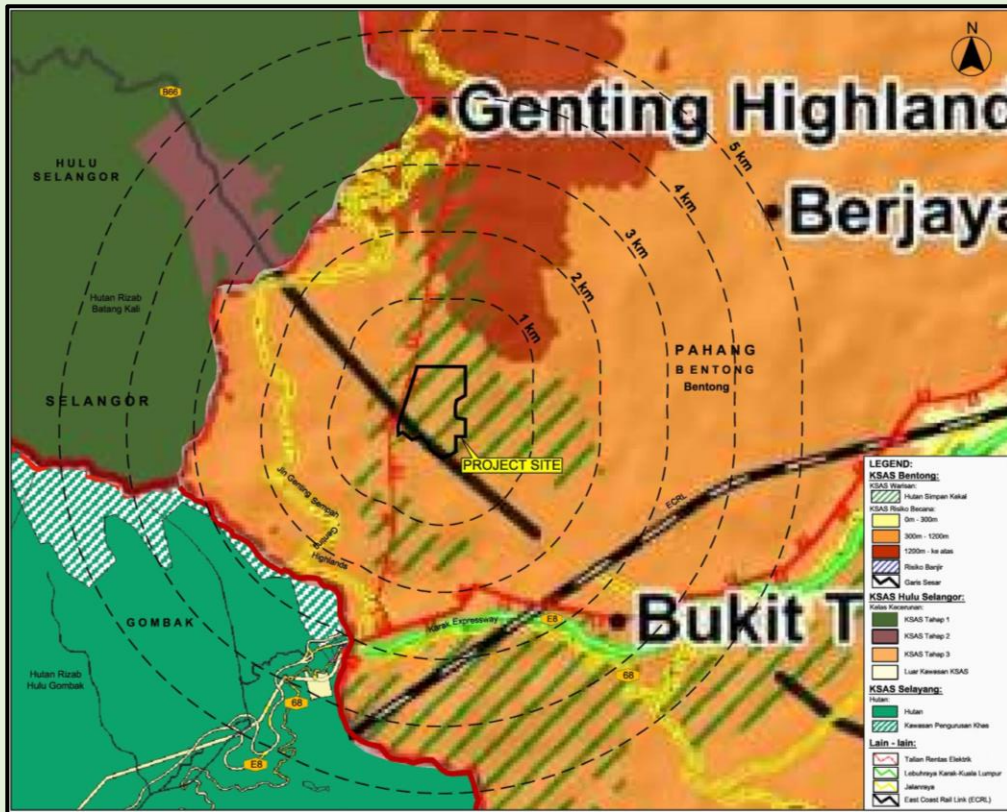 N
B66
Genting Highland
HULU
SELANGOR
5 km
4 km
Berjaya
3 km
2 km
Hutan Rizab
Batang Kali
1 km
PAHANG
BENTONG
Bentong
SELANGOR
PROJECT SITE
Jln Genting Sempah
Genting
Highlands
ECRL
GOMBAK
Karak Expressway
E8
Bukit T
Hutan Rizab
Hulu Gombak
68
68
E8
LEGEND:
KSAS Bentong:
KSAS Warisan:
Hutan Simpan Kekal
KSAS Risiko Becana:
0m - 300m
300m - 1200m
1200m - ke atas
Risiko Banjir
Garis Sesar
KSAS Hulu Selangor:
Kelas Kecerunan:
KSAS Tahap 1
KSAS Tahap 2
KSAS Tahap 3
Luar Kawasan KSAS
KSAS Selayang:
Hutan:
Hutan
Kawasan Pengurusan Khas
Lain - lain:
Talian Rentas Elektrik
Lebuhraya Karak-Kuala Lumpur
Jalanraya
East Coast Rail Link (ECRL)